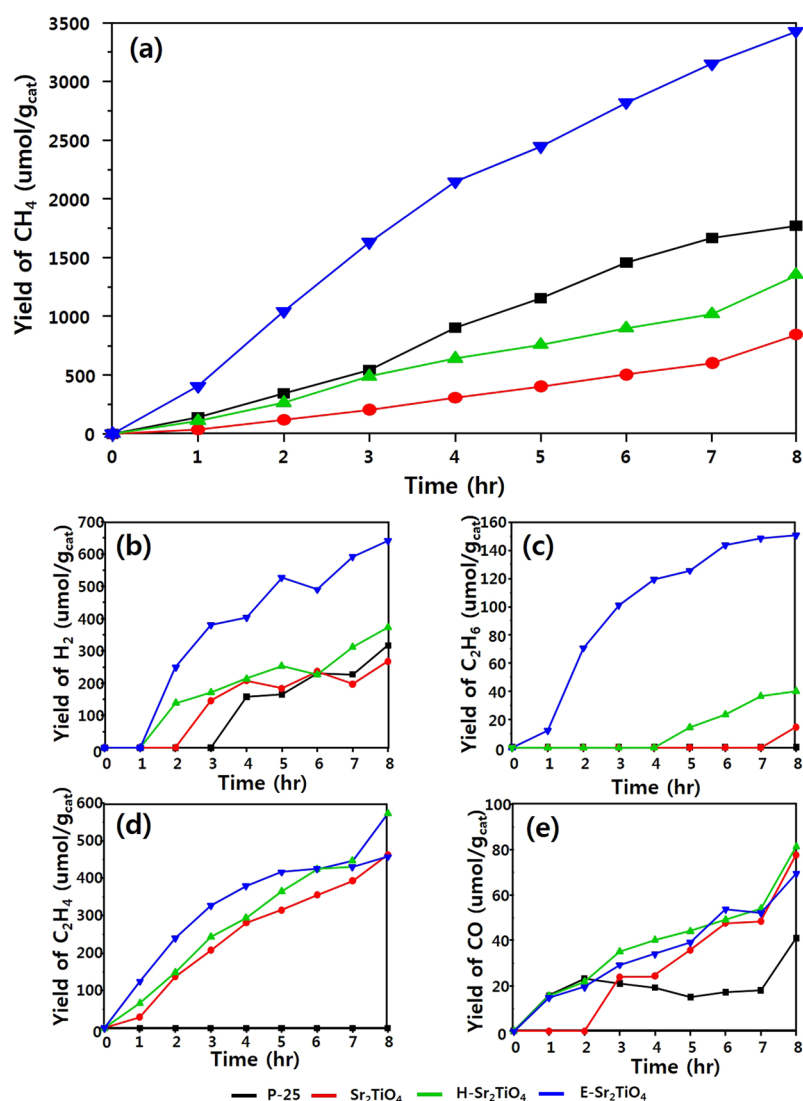 (a)
Yield of CH4 (umol/gcat)
3500
3000
2500
2000
1500
1000
500
0
0 1 2 3 4 5 6 7 8
Time (hr)
(b)
Yield of H2 (umol/gcat)
700
600
500
400
300
200
100
0
0 1 2 3 4 5 6 7 8
Time (hr)
(c)
Yield of C2H6 (umol/gcat)
160
140
120
100
80
60
40
20
0
0 1 2 3 4 5 6 7 8
Time (hr)
(d)
Yield of C2H4 (umol/gcat)
600
500
400
300
200
100
0
0 1 2 3 4 5 6 7 8
Time (hr)
(e)
Yield of CO (umol/gcat)
100
80
60
40
20
0
0 1 2 3 4 5 6 7 8
Time (hr)
P-25 Sr2TiO4 H-Sr2TiO4 E-Sr2TiO4